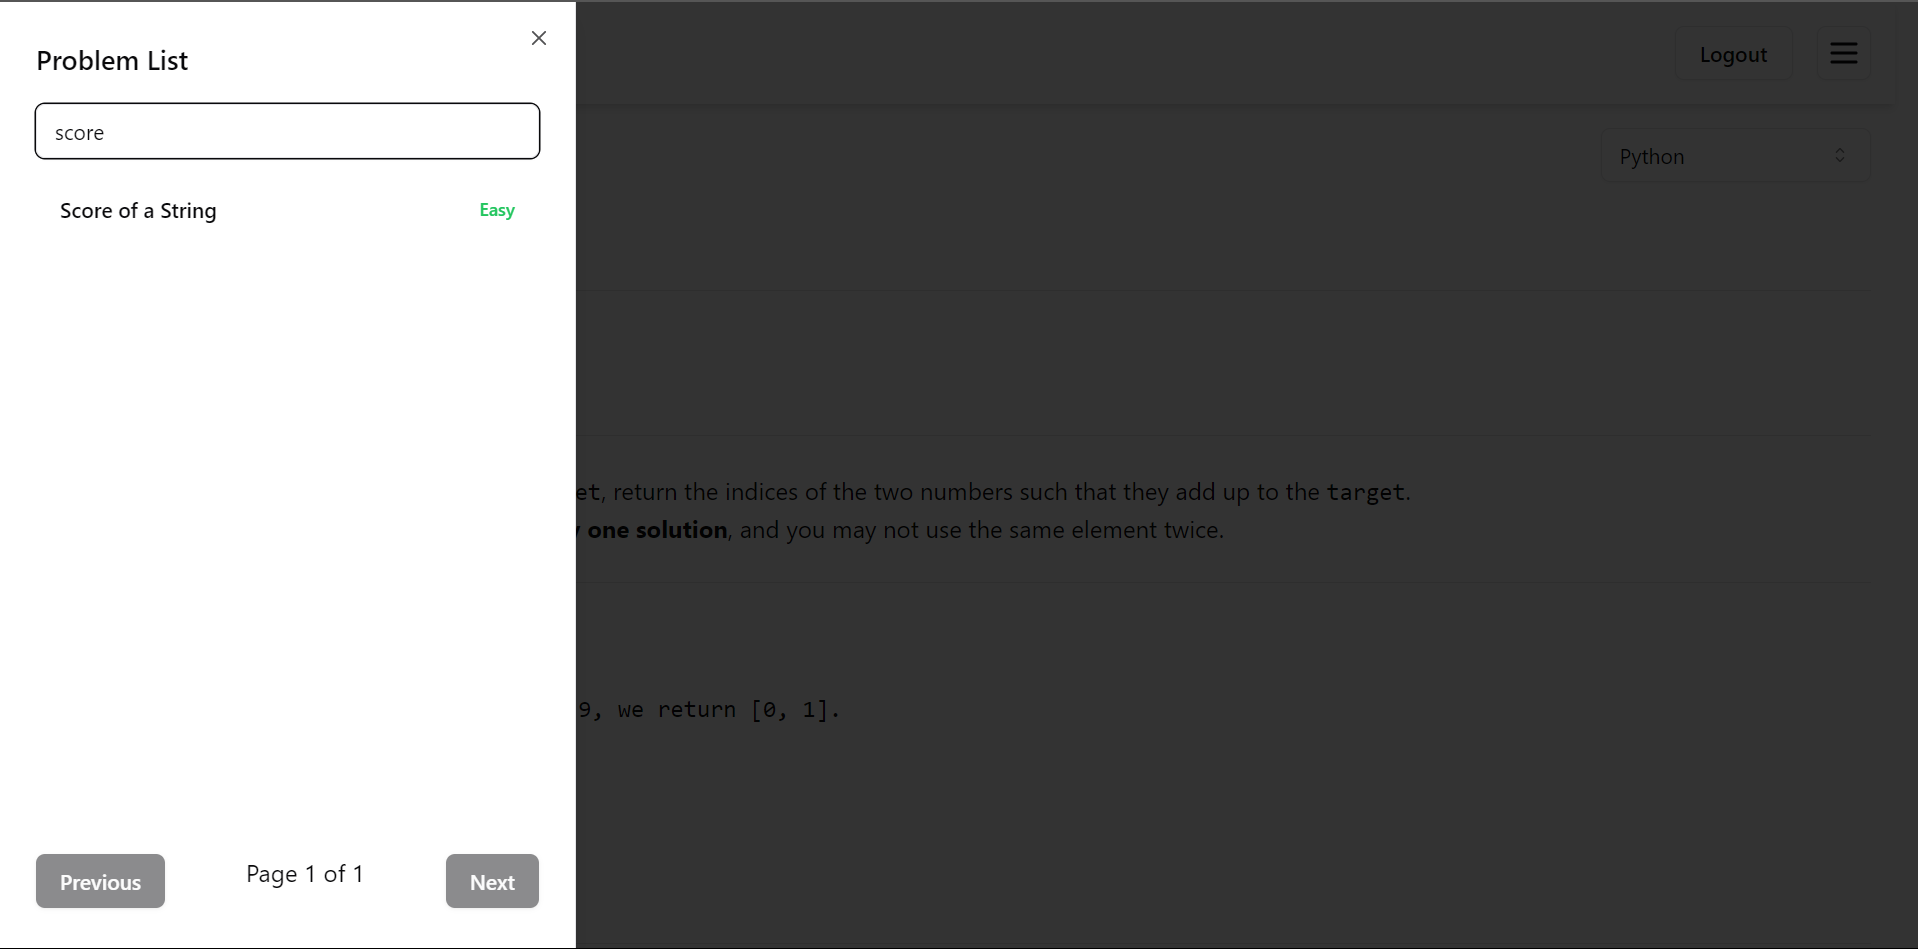 Problem List
score
Score of a String Easy
Previous Page 1 of 1 Next
Logout
Python
et, return the indices of the two numbers such that they add up to the target.
one solution, and you may not use the same element twice.
9, we return [0, 1].